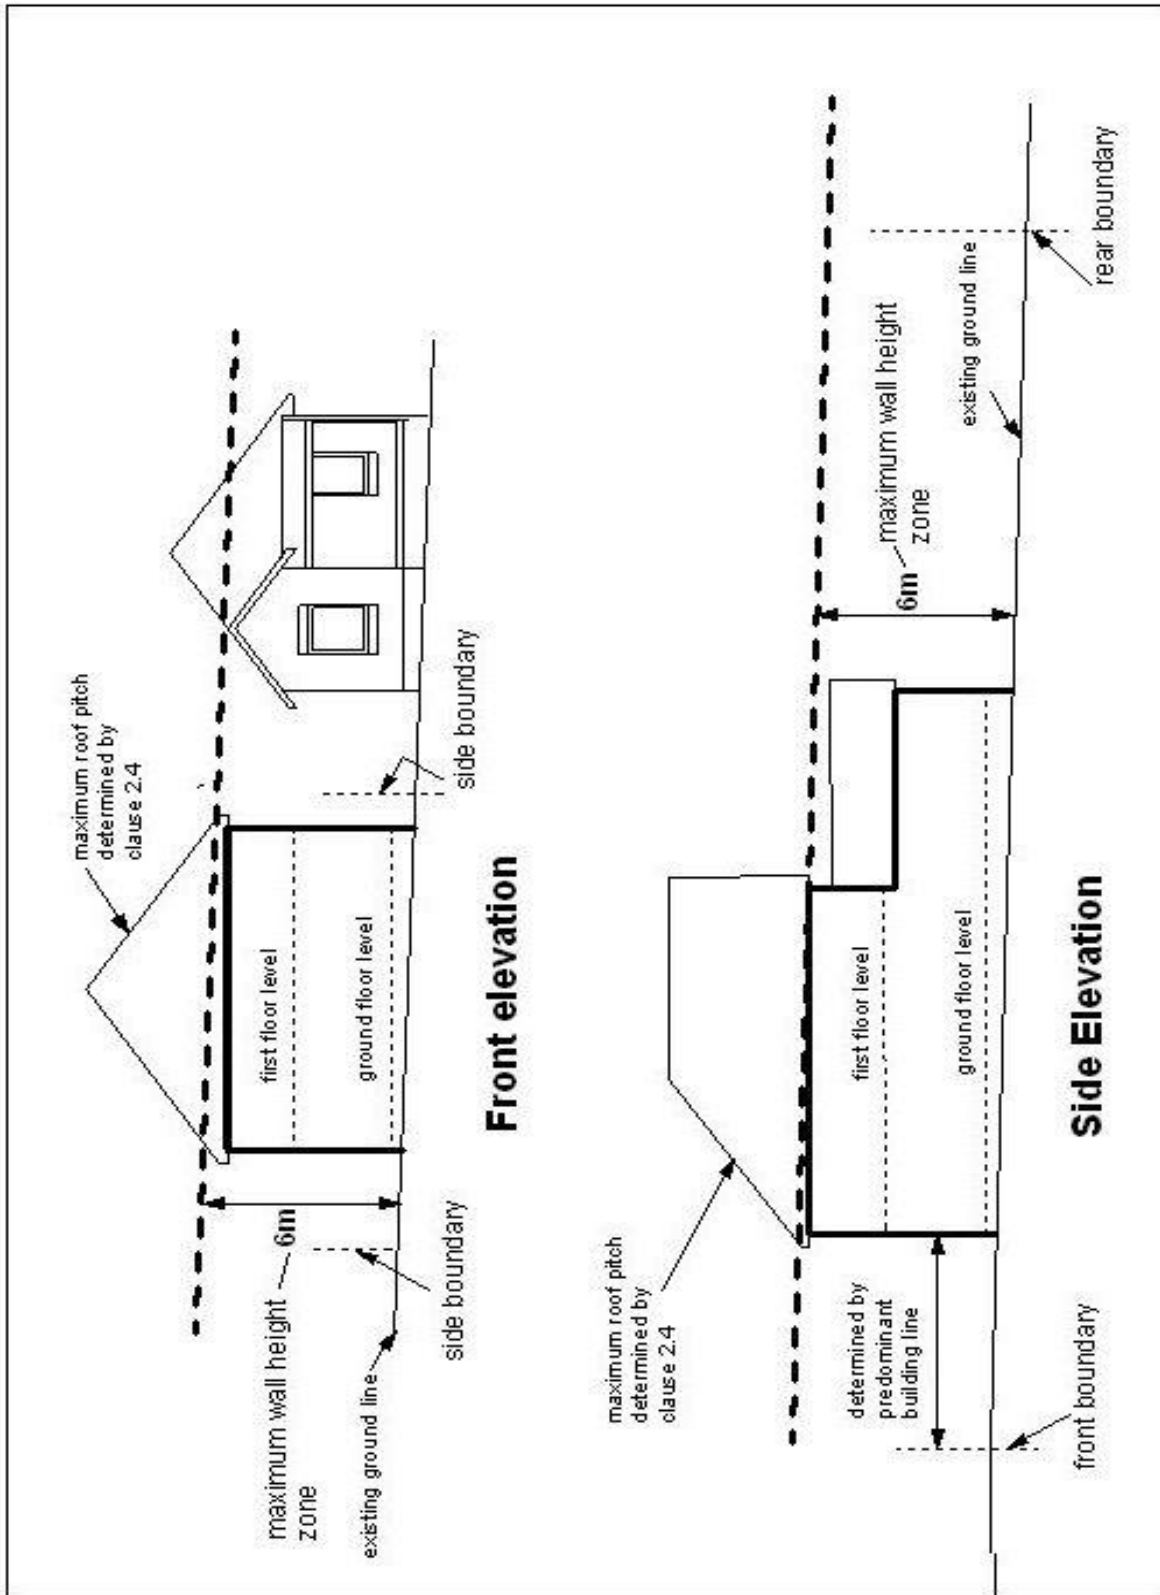 maximum roof pitch
determined by
clause 2.4
first floor level
ground floor level
6m
maximum wall height
zone
existing ground line
side boundary
side boundary
Front elevation
maximum roof pitch
determined by
clause 2.4
first floor level
ground floor level
6m
maximum wall height
zone
existing ground line
determined by
predominant
building line
front boundary
rear boundary
Side Elevation